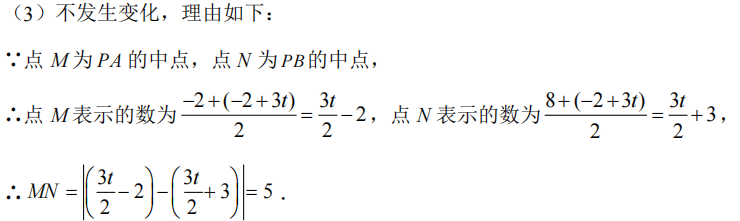 （3）不发生变化，理由如下：
∵点 M 为 PA 的中点，点 N 为 PB 的中点，
∴点 M 表示的数为 \frac{-2+(-2+3t)}{2}=\frac{3t}{2}-2，点 N 表示的数为 \frac{8+(-2+3t)}{2}=\frac{3t}{2}+3，
∴ MN=\left|\left(\frac{3t}{2}-2\right)-\left(\frac{3t}{2}+3\right)\right|=5．